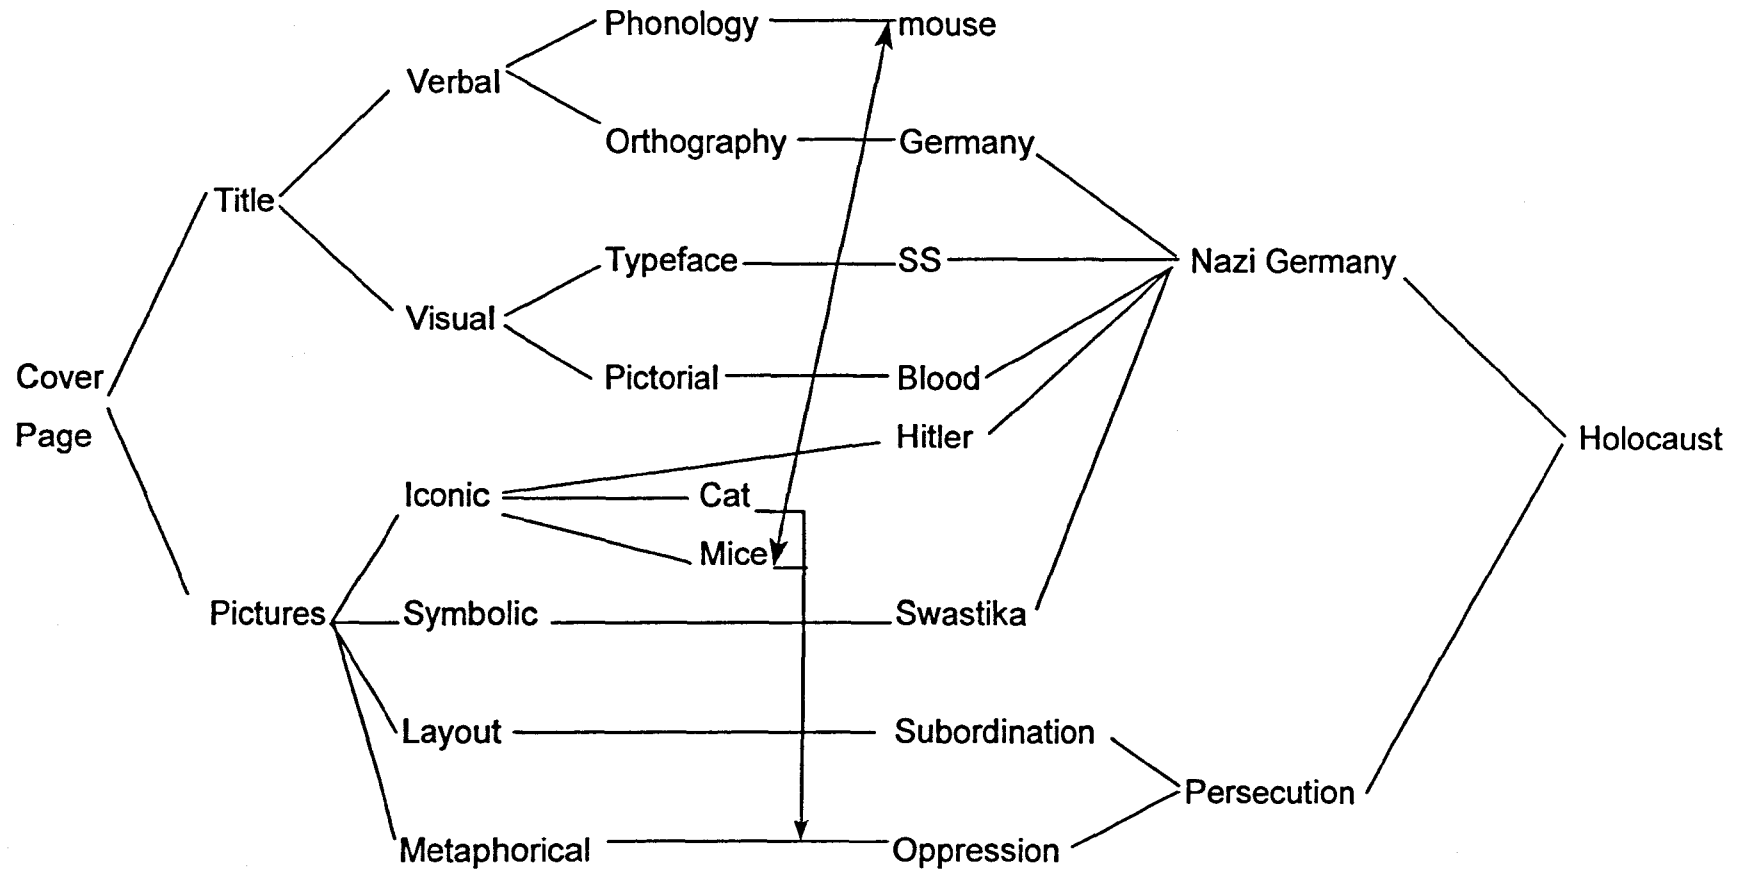 Phonology mouse
Verbal
Orthography Germany
Title
Typeface SS Nazi Germany
Visual
Cover
Pictorial Blood
Page
Hitler Holocaust
Iconic Cat
Mice
Pictures Symbolic Swastika
Layout Subordination
Persecution
Metaphorical Oppression